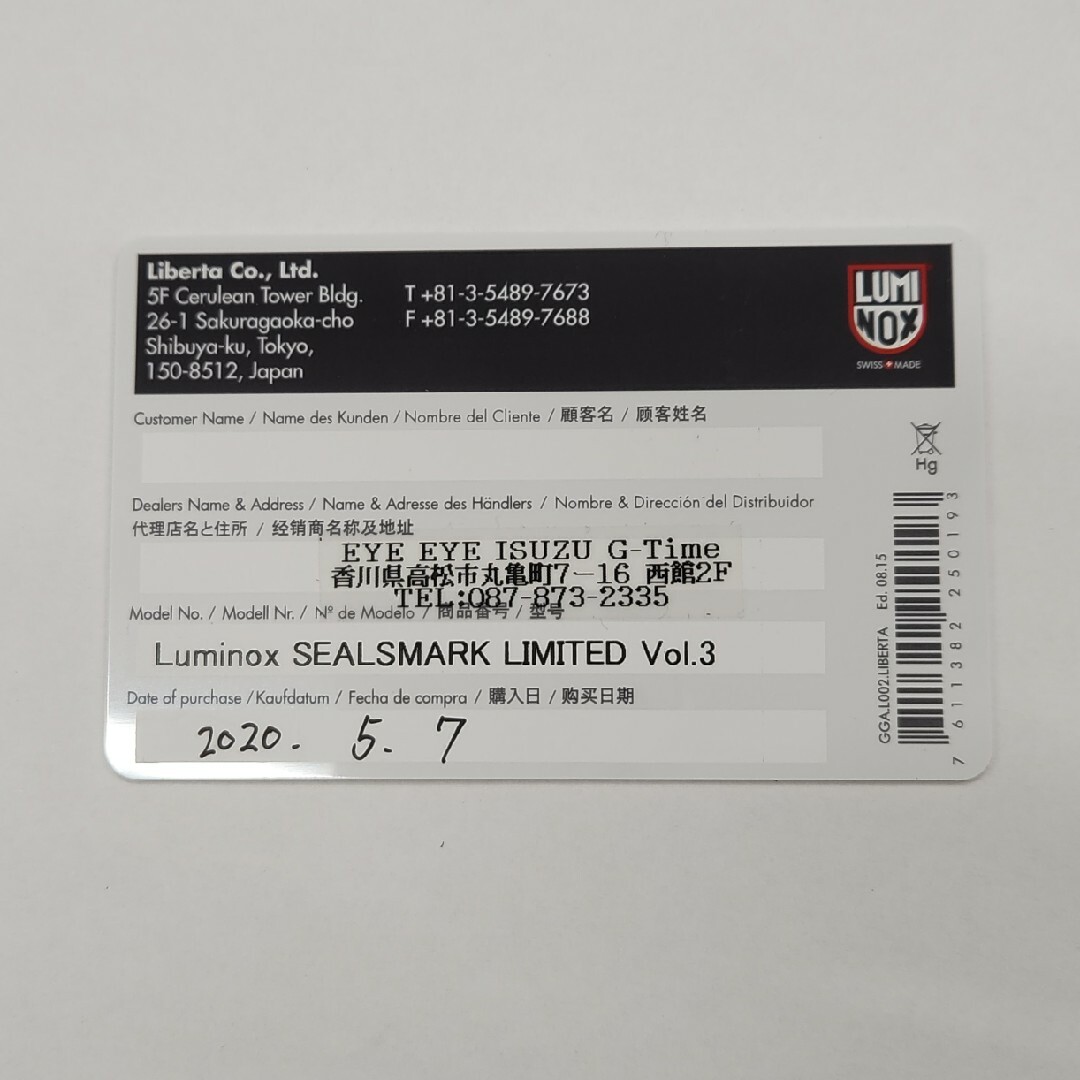 Liberta Co., Ltd.
5F Cerulean Tower Bldg.
26-1 Sakuragaoka-cho
Shibuya-ku, Tokyo,
150-8512, Japan
T +81-3-5489-7673
F +81-3-5489-7688
LUMI
NOX
SWISS MADE
Customer Name / Name des Kunden / Nombre del Cliente / 顧客名 / 顾客姓名
Dealers Name & Address / Name & Adresse des Händlers / Nombre & Dirección del Distribuidor
代理店名と住所 / 经销商名称及地址
EYE EYE ISUZU G-Time
香川県高松市丸亀町7-16 西館2F
TEL:087-873-2335
Model No. / Modell Nr. / Nº de Modelo / 商品番号 / 型号
Luminox SEALSMARK LIMITED Vol.3
Date of purchase / Kaufdatum / Fecha de compra / 購入日 / 购买日期
2020. 5. 7
Hg
GGA.L002.LIBERTA Ed. 08.15
7 611382 250193